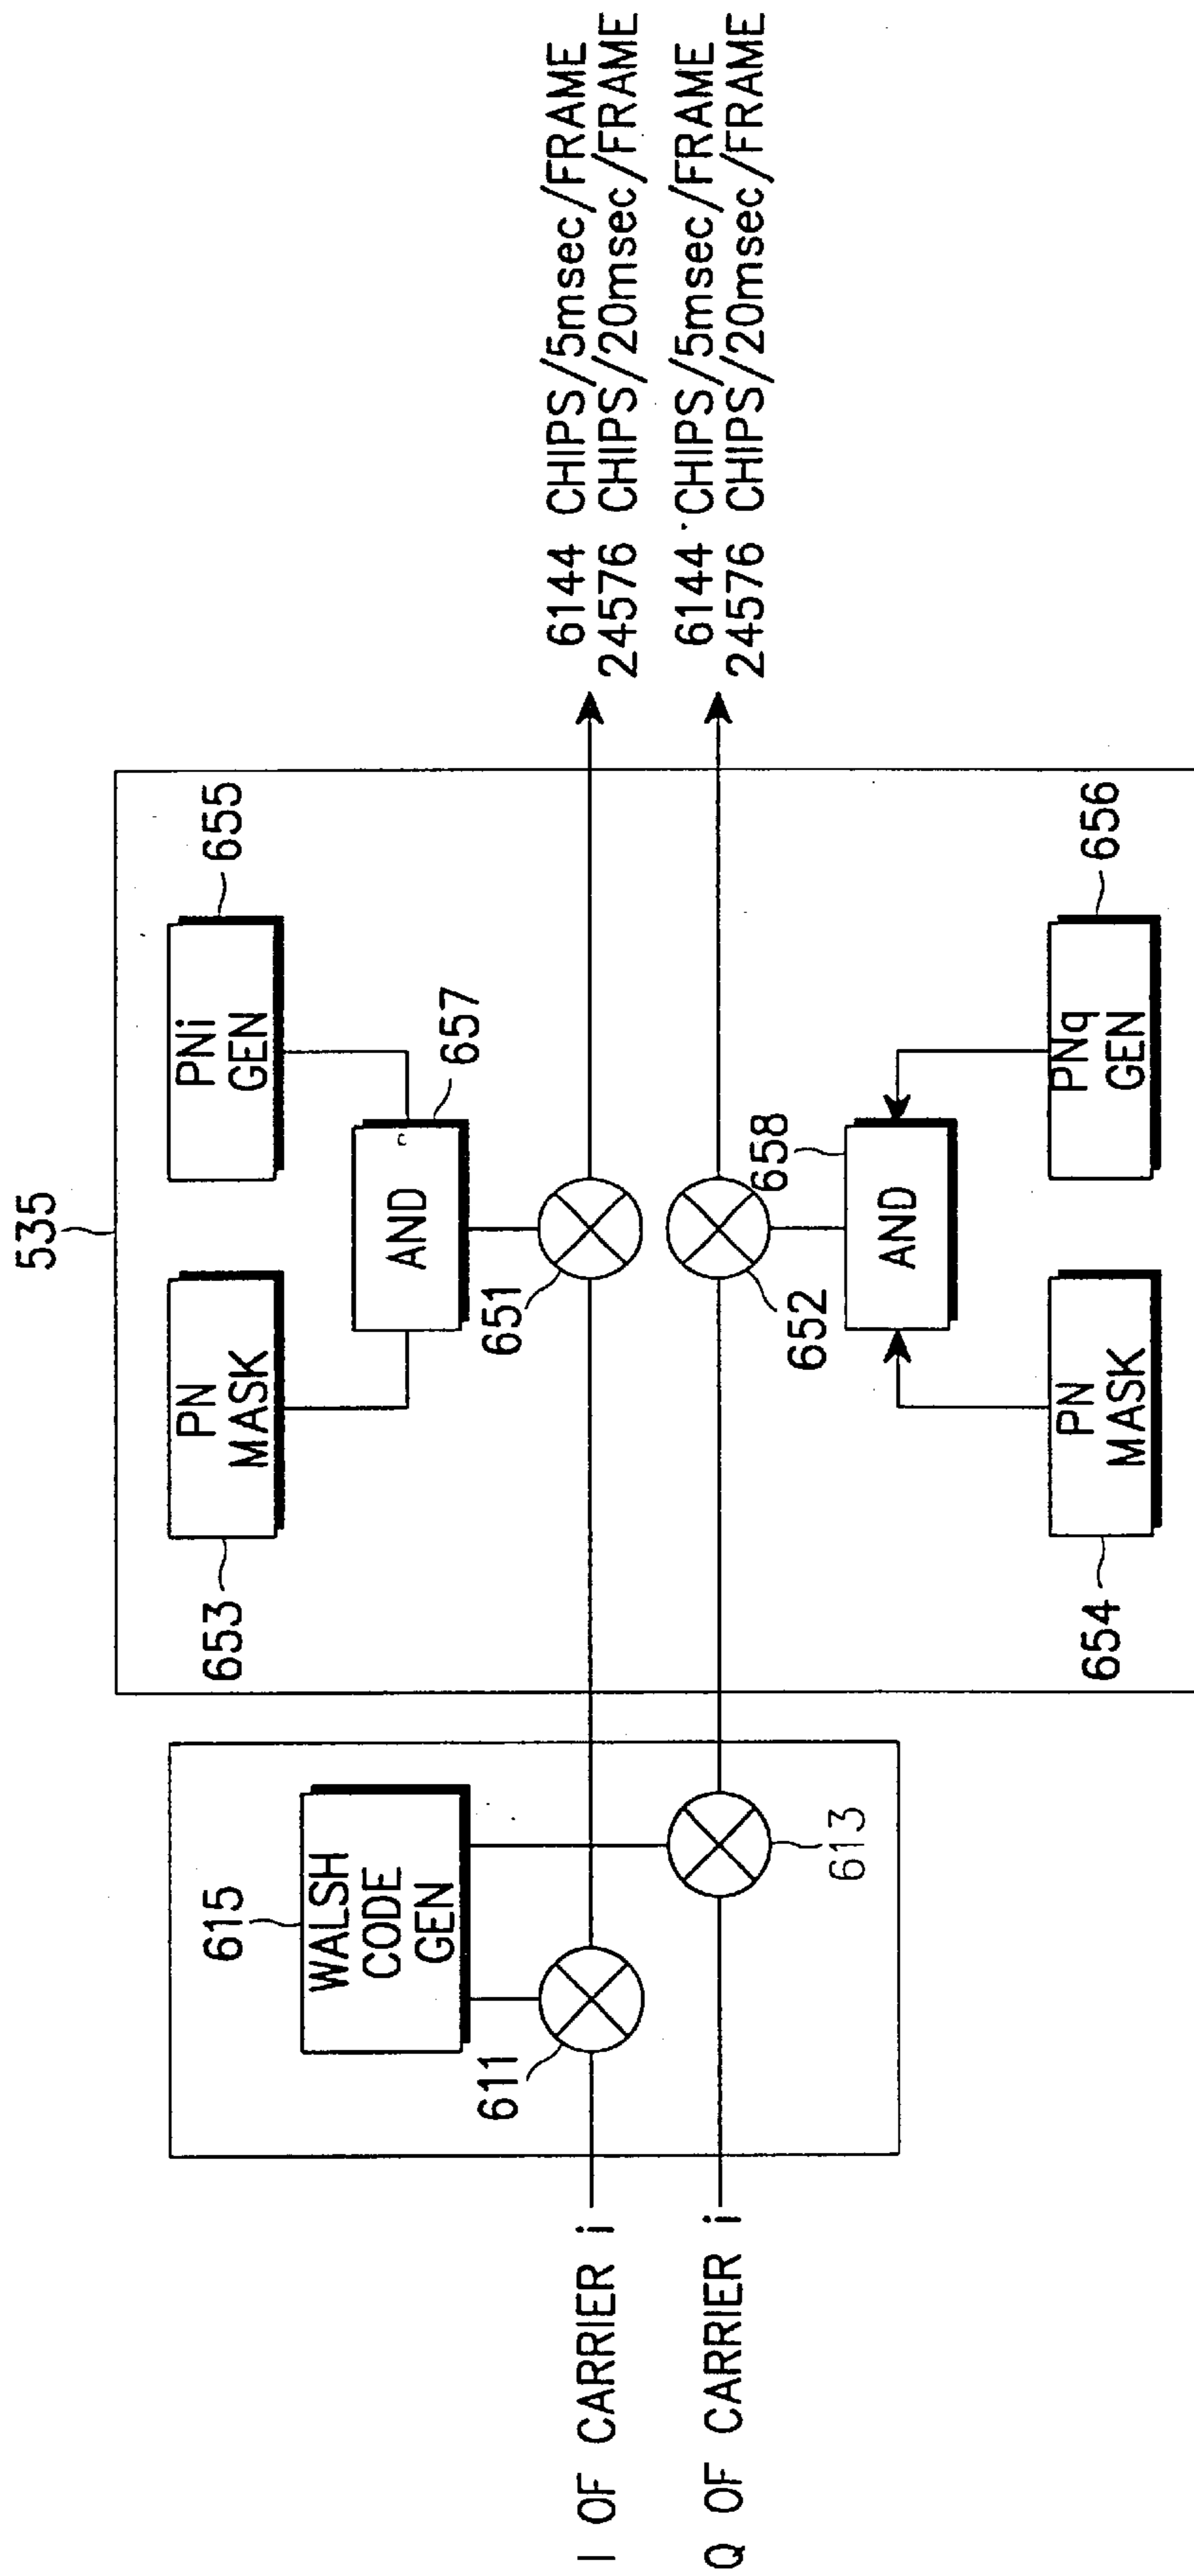 535
615
WALSH
CODE
GEN
611
613
I OF CARRIER i
Q OF CARRIER i
653
PN
MASK
PNi
GEN
655
AND
657
651
652
658
AND
654
PN
MASK
PNq
GEN
656
6144 CHIPS/5msec/FRAME
24576 CHIPS/20msec/FRAME
6144 CHIPS/5msec/FRAME
24576 CHIPS/20msec/FRAME